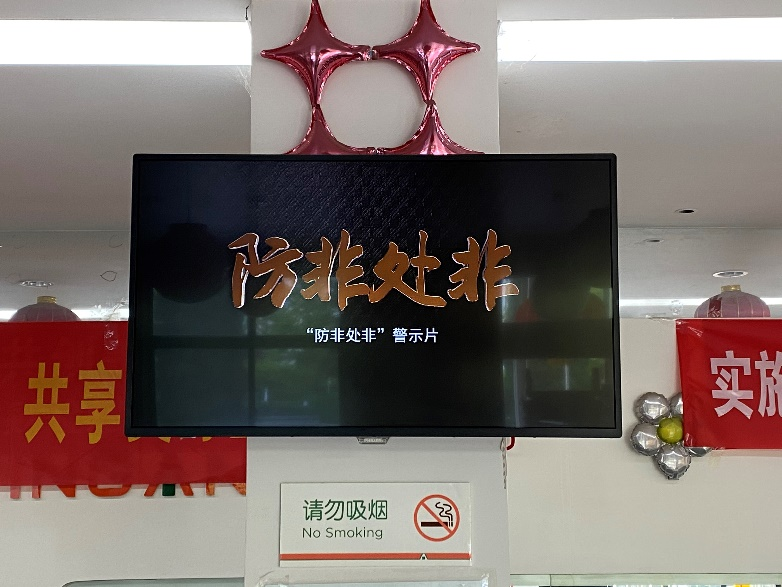 防非处非
“防非处非”警示片
共享
实施
请勿吸烟
No Smoking